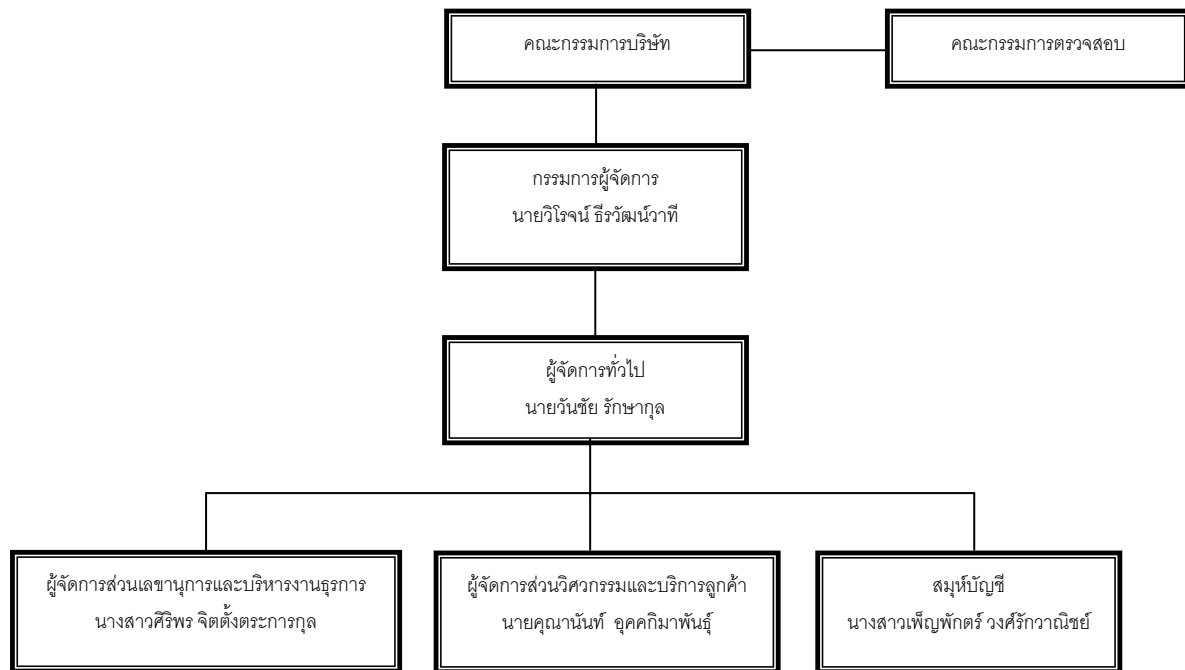 คณะกรรมการบริษัท
คณะกรรมการตรวจสอบ
กรรมการผู้จัดการ
นายวิโรจน์ ธีรวัฒน์วาที
ผู้จัดการทั่วไป
นายวันชัย รักษากุล
ผู้จัดการส่วนเลขานุการและบริหารงานธุรการ
นางสาวศิริพร จิตตั้งตระการกุล
ผู้จัดการส่วนวิศวกรรมและบริการลูกค้า
นายคุณานันท์ อุคคกิมาพันธุ์
สมุห์บัญชี
นางสาวเพ็ญพักตร์ วงศ์รักวาณิชย์